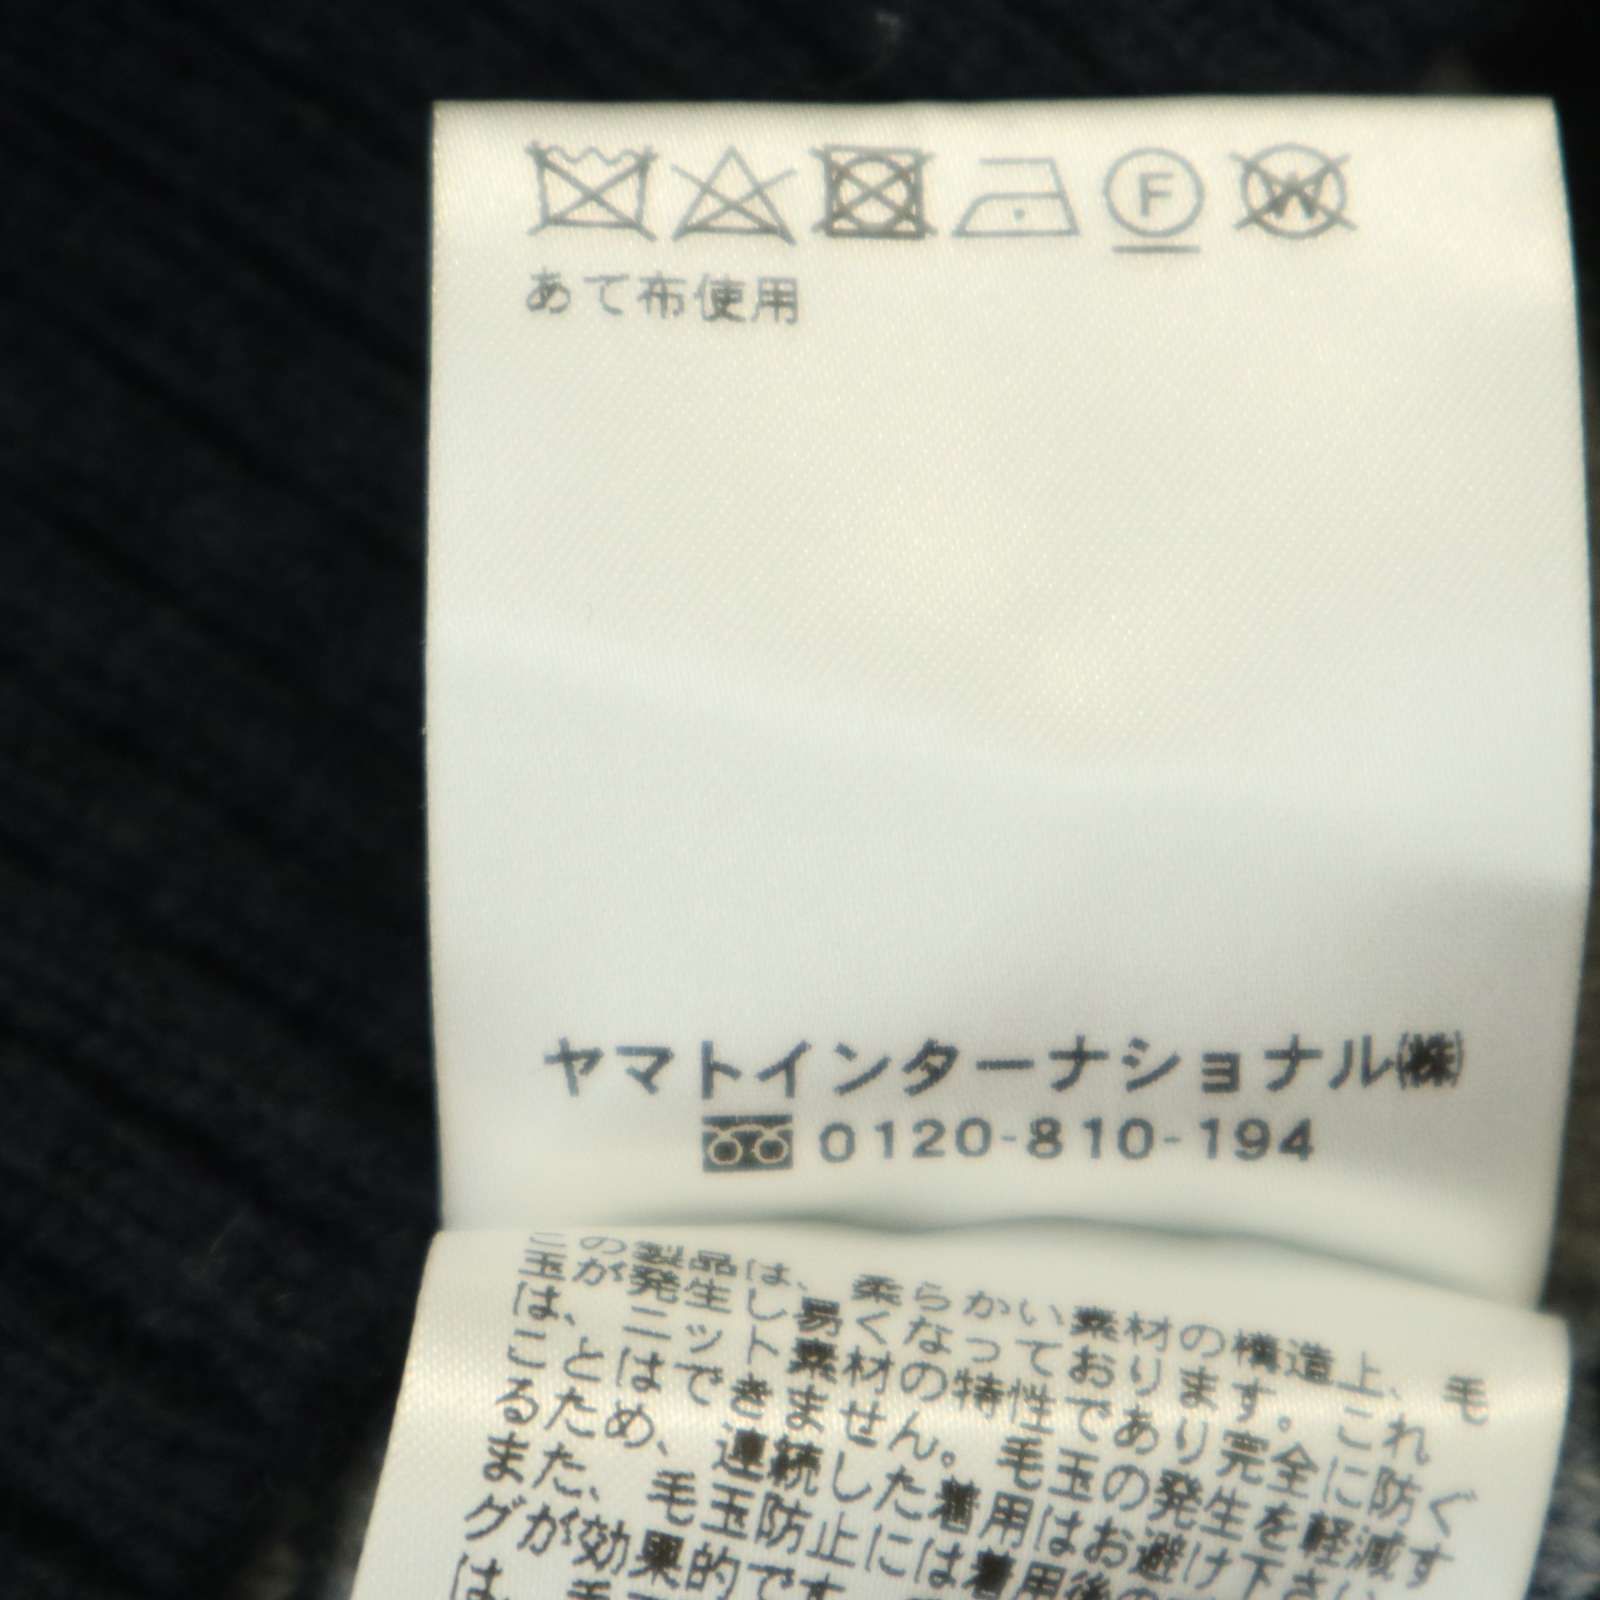 F
W
あて布使用
ヤマトインターナショナル㈱
0120-810-194
この製品は、柔らかい素材の構造上、毛
玉が発生し易くなっております。これ
は、ニット素材の特性であり完全に防ぐ
ことはできません。毛玉の発生を軽減す
るため、連続した着用はお避け下さい。
また、毛玉防止には着用後の
グが効果的です
は